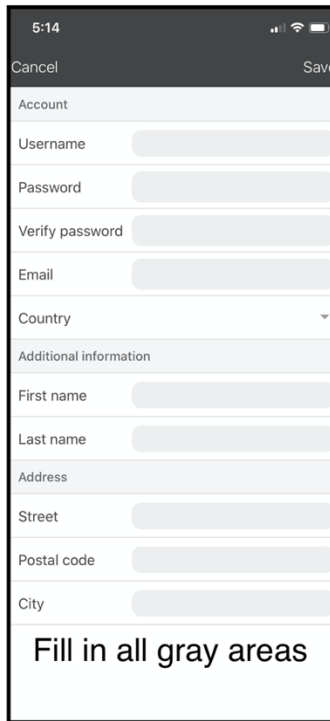 5:14
Cancel Save
Account
Username
Password
Verify password
Email
Country
Additional information
First name
Last name
Address
Street
Postal code
City
Fill in all gray areas